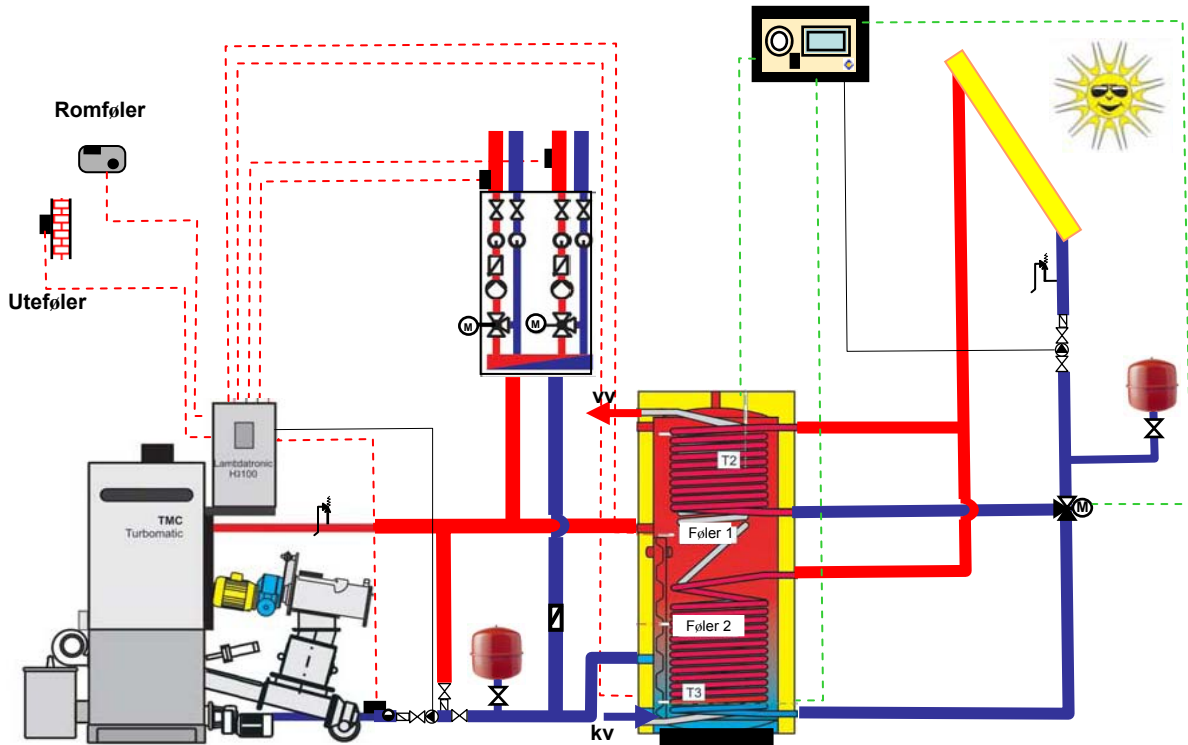 Romføler
Uteføler
M
M
vv
Lambdatronic
H3100
T2
M
TMC
Turbomatic
Føler 1
Føler 2
T3
kv